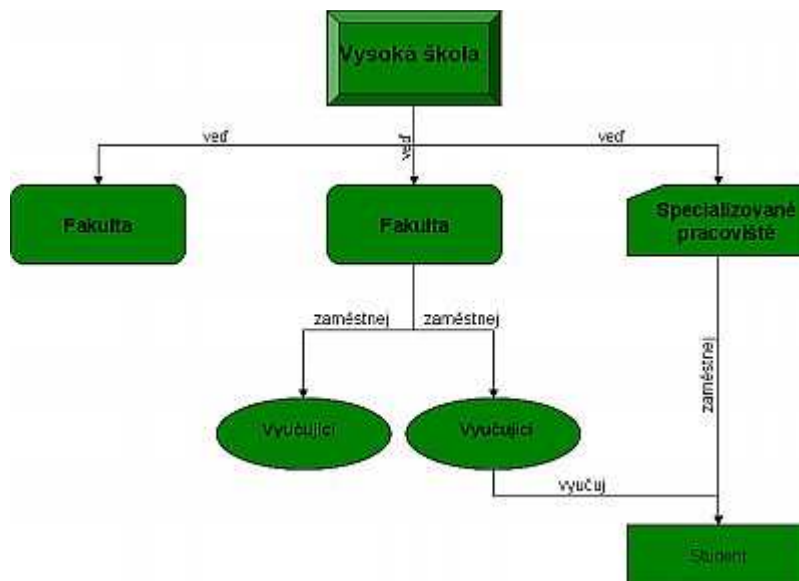 Vysoká škola
veď
veď
veď
Fakulta
Fakulta
Specializované
pracoviště
zaměstnej
zaměstnej
zaměstnej
Vyučující
Vyučující
vyučuj
Student